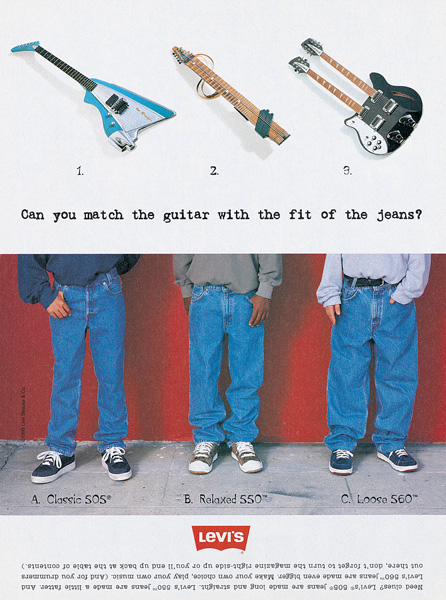 1.
2.
3.
Can you match the guitar with the fit of the jeans?
Levi Strauss & Co.
A. Classic 505®
B. Relaxed 550™
C. Loose 560™
LEVI'S
Need clues? Levi's® 505® jeans are made long and straight. Levi's 550™ jeans are made a little fatter. And
Levi's 560™ jeans are made even bigger. Make your own choice, play your own music. (And for you drummers
out there, don't forget to turn the magazine right-side up or you'll end up back at the table of contents.)